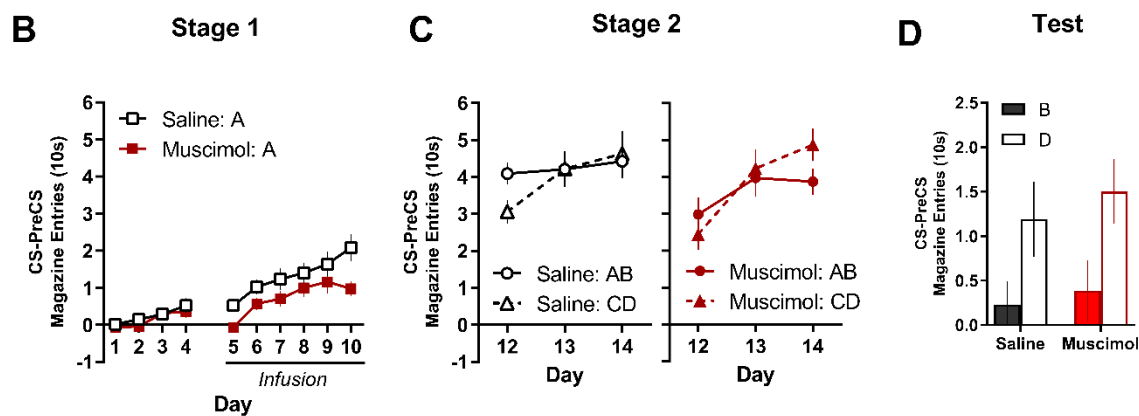 B
Stage 1
CS-PreCS
Magazine Entries (10s)
6
5
4
3
2
1
0
-1
Saline: A
Muscimol: A
1 2 3 4 5 6 7 8 9 10
Infusion
Day
C
Stage 2
CS-PreCS
Magazine Entries (10s)
6
5
4
3
2
1
0
-1
Saline: AB
Saline: CD
12 13 14
Day
Muscimol: AB
Muscimol: CD
12 13 14
Day
D
Test
CS-PreCS
Magazine Entries (10s)
2.5
2.0
1.5
1.0
0.5
0.0
B
D
Saline Muscimol